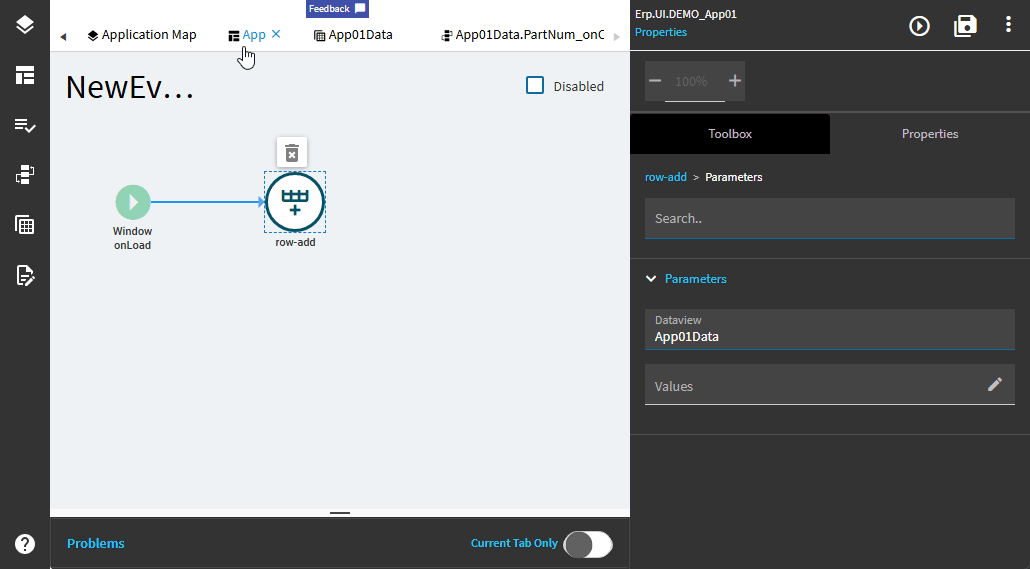 Feedback
Application Map
App
App01Data
App01Data.PartNum_onC
Erp.UI.DEMO_App01
Properties
NewEv...
Disabled
100%
Toolbox
Properties
row-add > Parameters
Search..
Window
onLoad
row-add
Parameters
Dataview
App01Data
Values
Problems
Current Tab Only